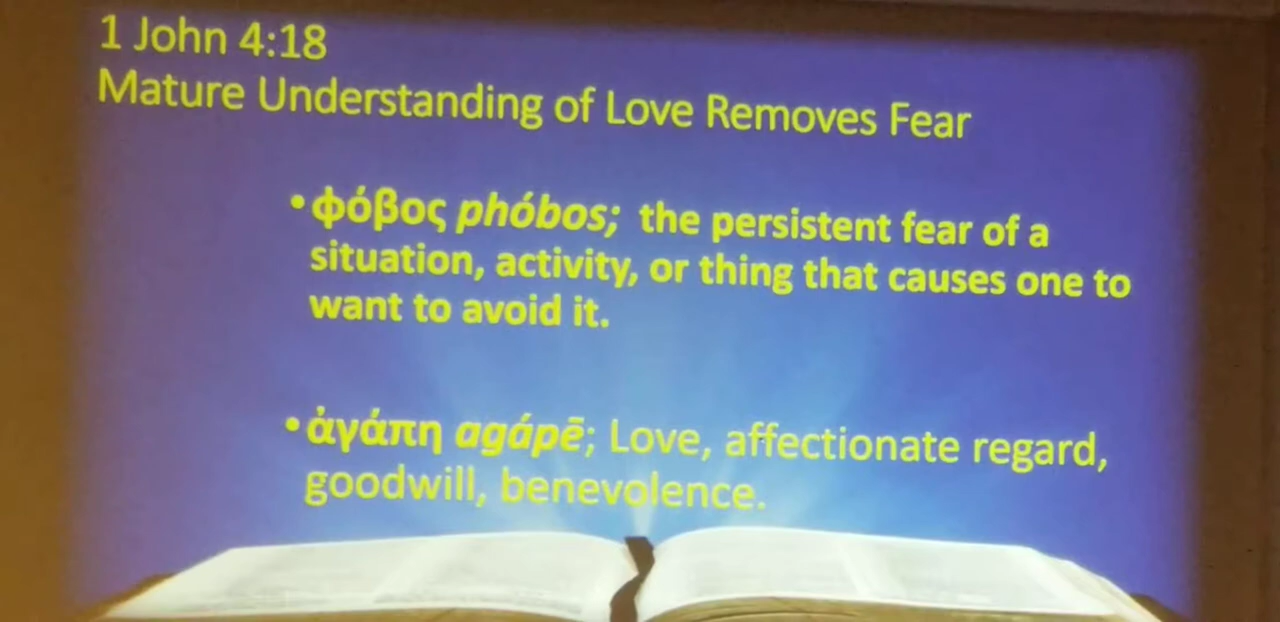 1 John 4:18
Mature Understanding of Love Removes Fear
• φόβος phóbos; the persistent fear of a
situation, activity, or thing that causes one to
want to avoid it.
• ἀγάπη agápē; Love, affectionate regard,
goodwill, benevolence.